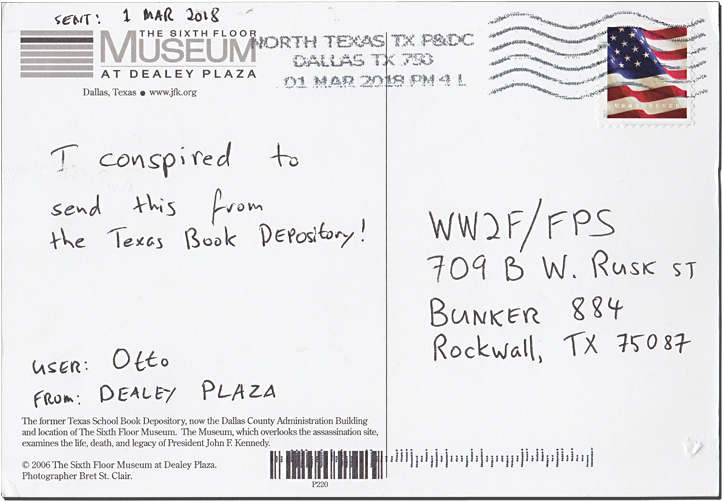 SENT: 1 MAR 2018
THE SIXTH FLOOR
MUSEUM
AT DEALEY PLAZA
Dallas, Texas ● www.jfk.org
NORTH TEXAS TX P&DC
DALLAS TX 750
01 MAR 2018 PM 4 L
I conspired to
send this from
the Texas Book Depository!
USER: Otto
FROM: DEALEY PLAZA
WW2F/FPS
709 B W. RUSK ST
BUNKER 884
Rockwall, TX 75087
The former Texas School Book Depository, now the Dallas County Administration Building
and location of The Sixth Floor Museum. The Museum, which overlooks the assassination site,
examines the life, death, and legacy of President John F. Kennedy.
© 2006 The Sixth Floor Museum at Dealey Plaza.
Photographer Bret St. Clair.
P220